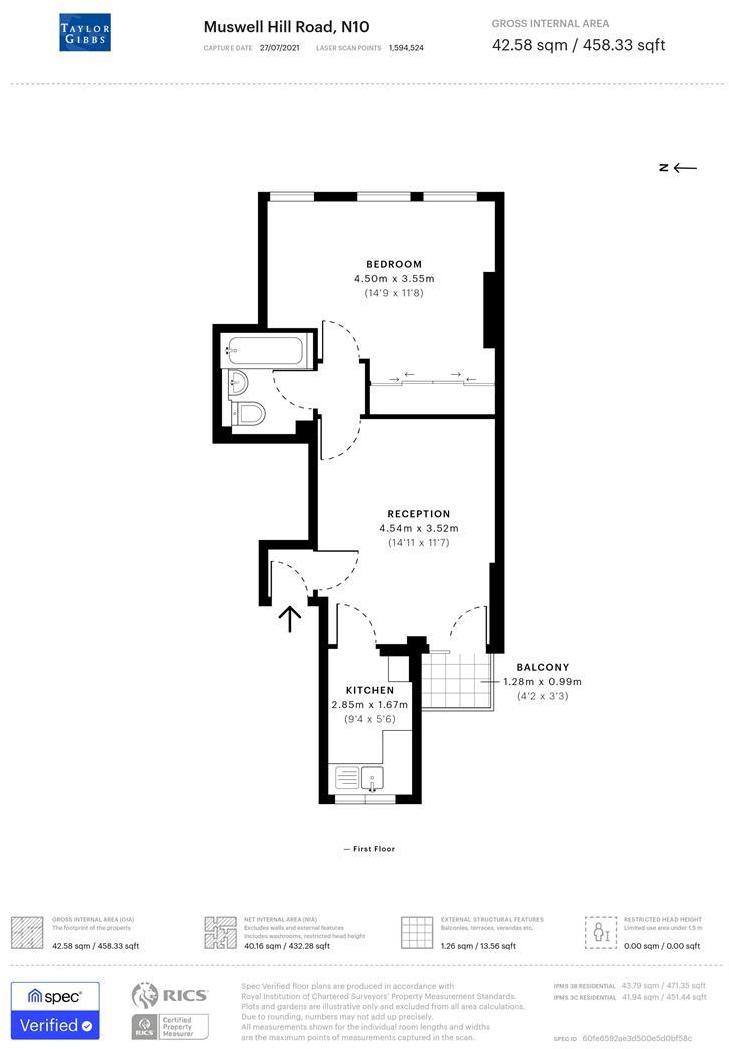 TAYLOR
GIBBS
Muswell Hill Road, N10
CAPTURE DATE 27/07/2021 LASER SCAN POINTS 1,594,524
GROSS INTERNAL AREA
42.58 sqm / 458.33 sqft
N
BEDROOM
4.50m x 3.55m
(14'9 x 11'8)
RECEPTION
4.54m x 3.52m
(14'11 x 11'7)
BALCONY
1.28m x 0.99m
(4'2 x 3'3)
KITCHEN
2.85m x 1.67m
(9'4 x 5'6)
— First Floor
GROSS INTERNAL AREA (GIA)
The footprint of the property
42.58 sqm / 458.33 sqft
NET INTERNAL AREA (NIA)
Excludes walls and external features
Includes washrooms, restricted head height
40.16 sqm / 432.28 sqft
EXTERNAL STRUCTURAL FEATURES
Balconies, terraces, verandas etc.
1.26 sqm / 13.56 sqft
RESTRICTED HEAD HEIGHT
Limited use area under 1.5 m
0.00 sqm / 0.00 sqft
spec
Verified
RICS
RICS
Certified
Property
Measurer
Spec Verified floor plans are produced in accordance with
Royal Institution of Chartered Surveyors' Property Measurement Standards.
Plots and gardens are illustrative only and excluded from all area calculations.
Due to rounding, numbers may not add up precisely.
All measurements shown for the individual room lengths and widths
are the maximum points of measurements captured in the scan.
IPMS 3B RESIDENTIAL 43.79 sqm / 471.35 sqft
IPMS 3C RESIDENTIAL 41.94 sqm / 451.44 sqft
SPEC ID 60fe6592ae3d500e5d0bf58c